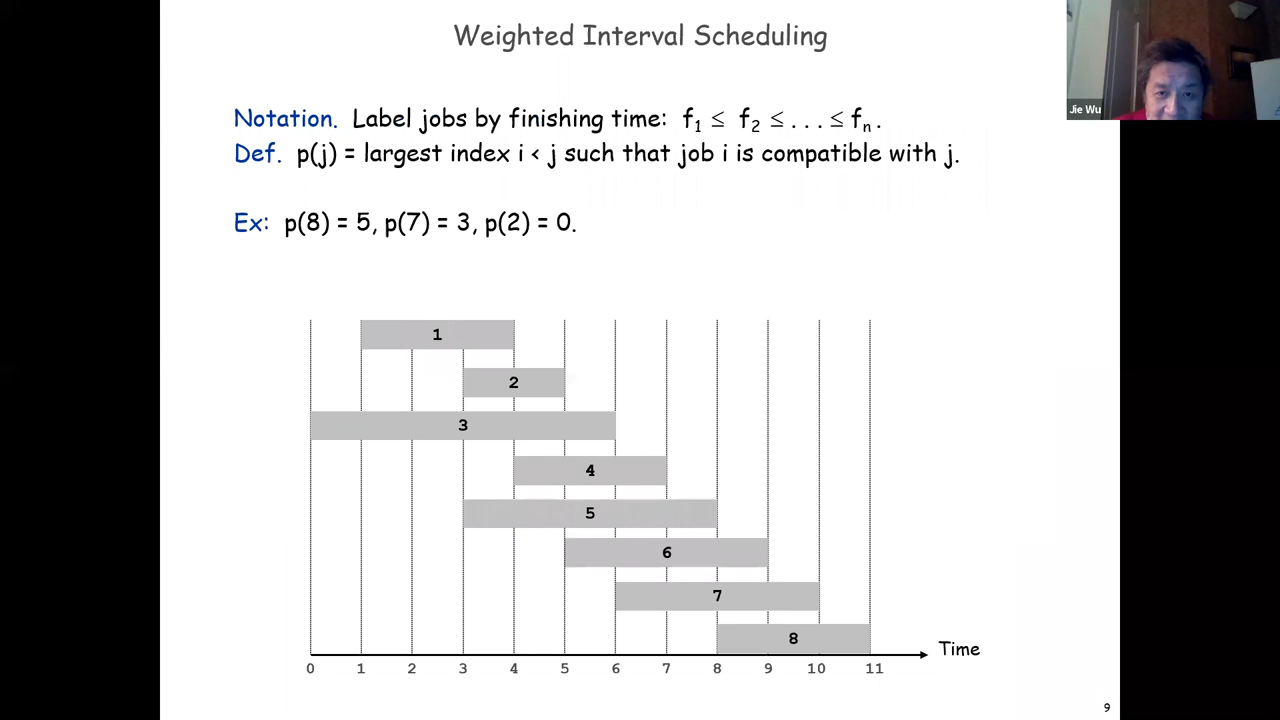 Weighted Interval Scheduling
Jie Wu
Notation. Label jobs by finishing time: f₁ ≤ f₂ ≤ . . . ≤ fₙ .
Def. p(j) = largest index i < j such that job i is compatible with j.
Ex: p(8) = 5, p(7) = 3, p(2) = 0.
1
2
3
4
5
6
7
8
Time
0 1 2 3 4 5 6 7 8 9 10 11
9